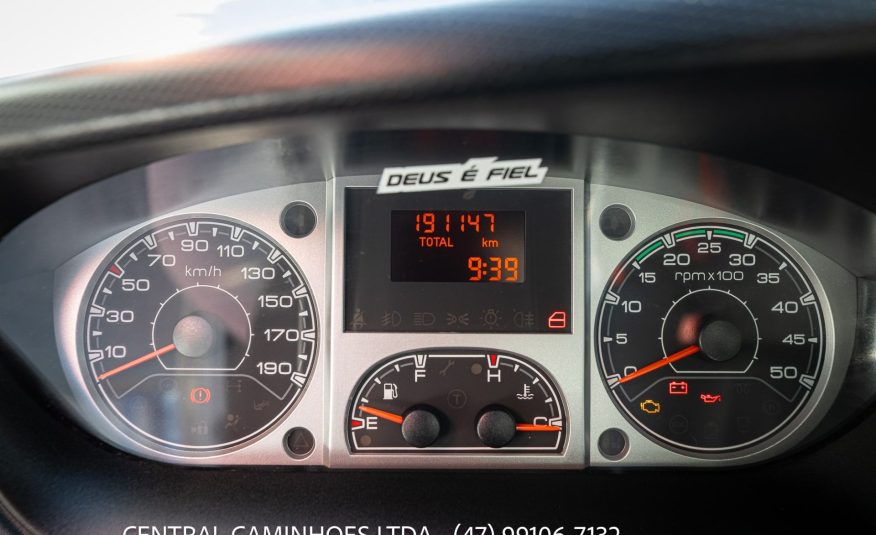 DEUS É FIEL
191147
TOTAL km
9:39
10 30 50 70 90 110 130 150 170 190
km/h
0 5 10 15 20 25 30 35 40 45 50
rpm x 100
F H
E C
CENTRAL CAMINHOES LTDA - (47) 99106-7132